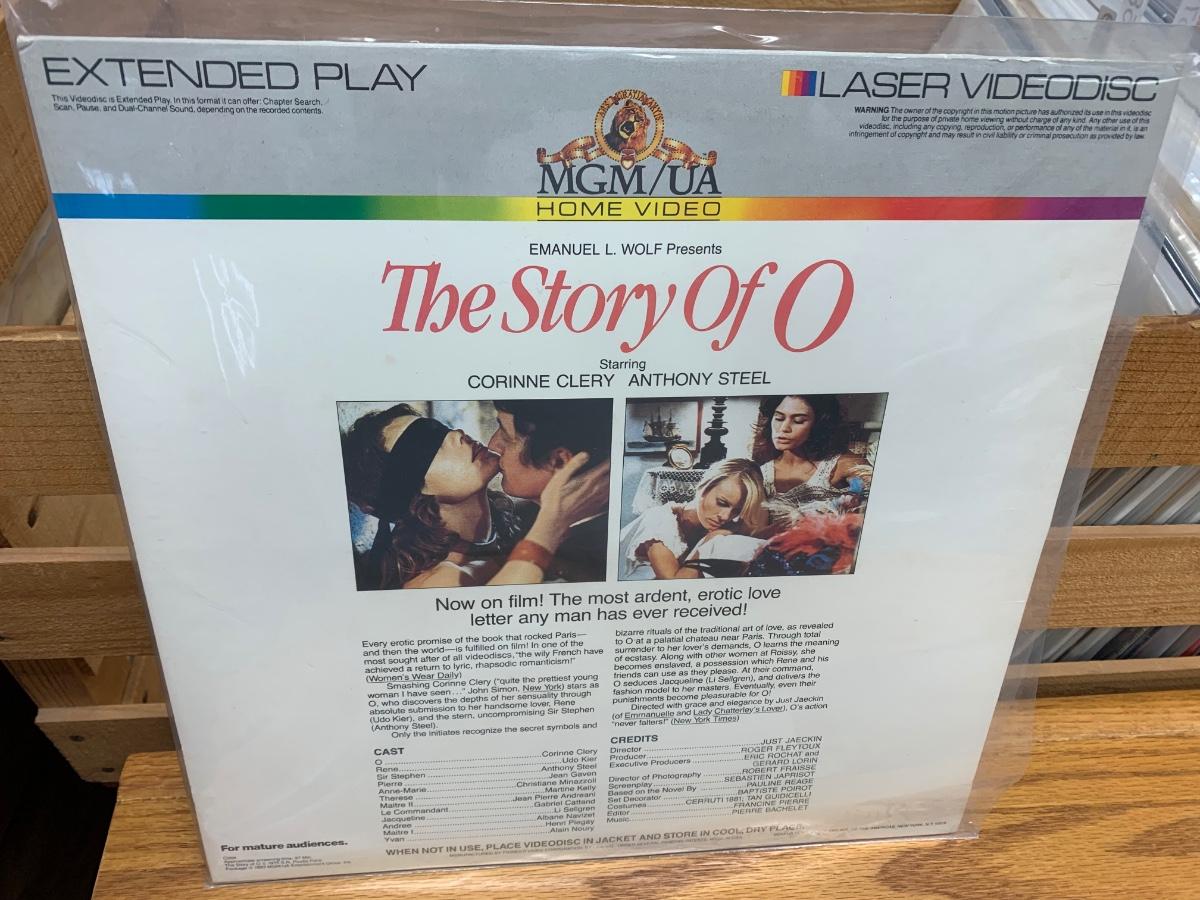 EXTENDED PLAY
This Videodisc is Extended Play. In this format it can offer: Chapter Search,
Scan, Pause, and Dual-Channel Sound, depending on the recorded contents.
LASER VIDEODISC
WARNING The owner of the copyright in this motion picture has authorized its use in this videodisc
for the purpose of private home viewing without charge of any kind. Any other use of this
videodisc, including any copying, reproduction, or performance of any of the material in it, is an
infringement of copyright and may result in civil liability or criminal prosecution as provided by law.
MGM/UA
HOME VIDEO
EMANUEL L. WOLF Presents
The Story Of O
Starring
CORINNE CLERY ANTHONY STEEL
Now on film! The most ardent, erotic love
letter any man has ever received!
Every erotic promise of the book that rocked Paris—
and then the world—is fulfilled on film! In one of the
most sought after of all videodiscs, "the wily French have
achieved a return to lyric, rhapsodic romanticism!"
(Women's Wear Daily)
Smashing Corinne Clery ("quite the prettiest young
woman I have seen..." John Simon, New York) stars as
O, who discovers the depths of her sensuality through
absolute submission to her handsome lover, Rene
(Udo Kier), and the stern, uncompromising Sir Stephen
(Anthony Steel).
Only the initiates recognize the secret symbols and
bizarre rituals of the traditional art of love, as revealed
to O at a palatial chateau near Paris. Through total
surrender to her lover's demands, O learns the meaning
of ecstasy. Along with other women at Roissy, she
becomes enslaved, a possession which Rene and his
friends can use as they please. At their command,
O seduces Jacqueline (Li Sellgren), and delivers the
fashion model to her masters. Eventually, even their
punishments become pleasurable for O!
Directed with grace and elegance by Just Jaeckin
(of Emmanuelle and Lady Chatterley's Lover), O's action
"never falters!" (New York Times)
CAST
O Corinne Clery
Rene Udo Kier
Sir Stephen Anthony Steel
Pierre Jean Gaven
Anne-Marie Christiane Minazzoli
Therese Martine Kelly
Maitre II Jean Pierre Andreani
Le Commandant Gabriel Cattand
Jacqueline Li Sellgren
Andree Albane Navizet
Maitre I Henri Piegay
Yvan Alain Noury
CREDITS
Director JUST JAECKIN
Producer ROGER FLEYTOUX
Executive Producers ERIC ROCHAT and
GERARD LORIN
Director of Photography ROBERT FRAISSE
Screenplay SEBASTIEN JAPRISOT
Based on the Novel By PAULINE REAGE
Set Decorator BAPTISTE POIROT
Costumes CERRUTI 1881, TAN GUIDICELLI
Editor FRANCINE PIERRE
Music PIERRE BACHELET
For mature audiences.
WHEN NOT IN USE, PLACE VIDEODISC IN JACKET AND STORE IN COOL, DRY PLACE.